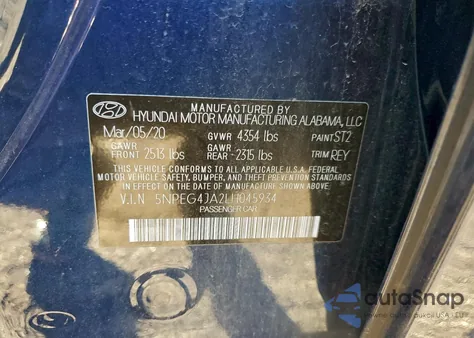 MANUFACTURED BY
HYUNDAI MOTOR MANUFACTURING ALABAMA, LLC
Mar/05/20 GVWR 4354 lbs PAINT ST2
GAWR FRONT 2513 lbs GAWR REAR 2315 lbs TRIM REY
THIS VEHICLE CONFORMS TO ALL APPLICABLE FEDERAL
MOTOR VEHICLE SAFETY, BUMPER, AND THEFT
PREVENTION STANDARDS IN EFFECT ON THE DATE OF
MANUFACTURE SHOWN ABOVE.
V.I.N 5NPEG4JA2LH045934
PASSENGER CAR
autoSnap